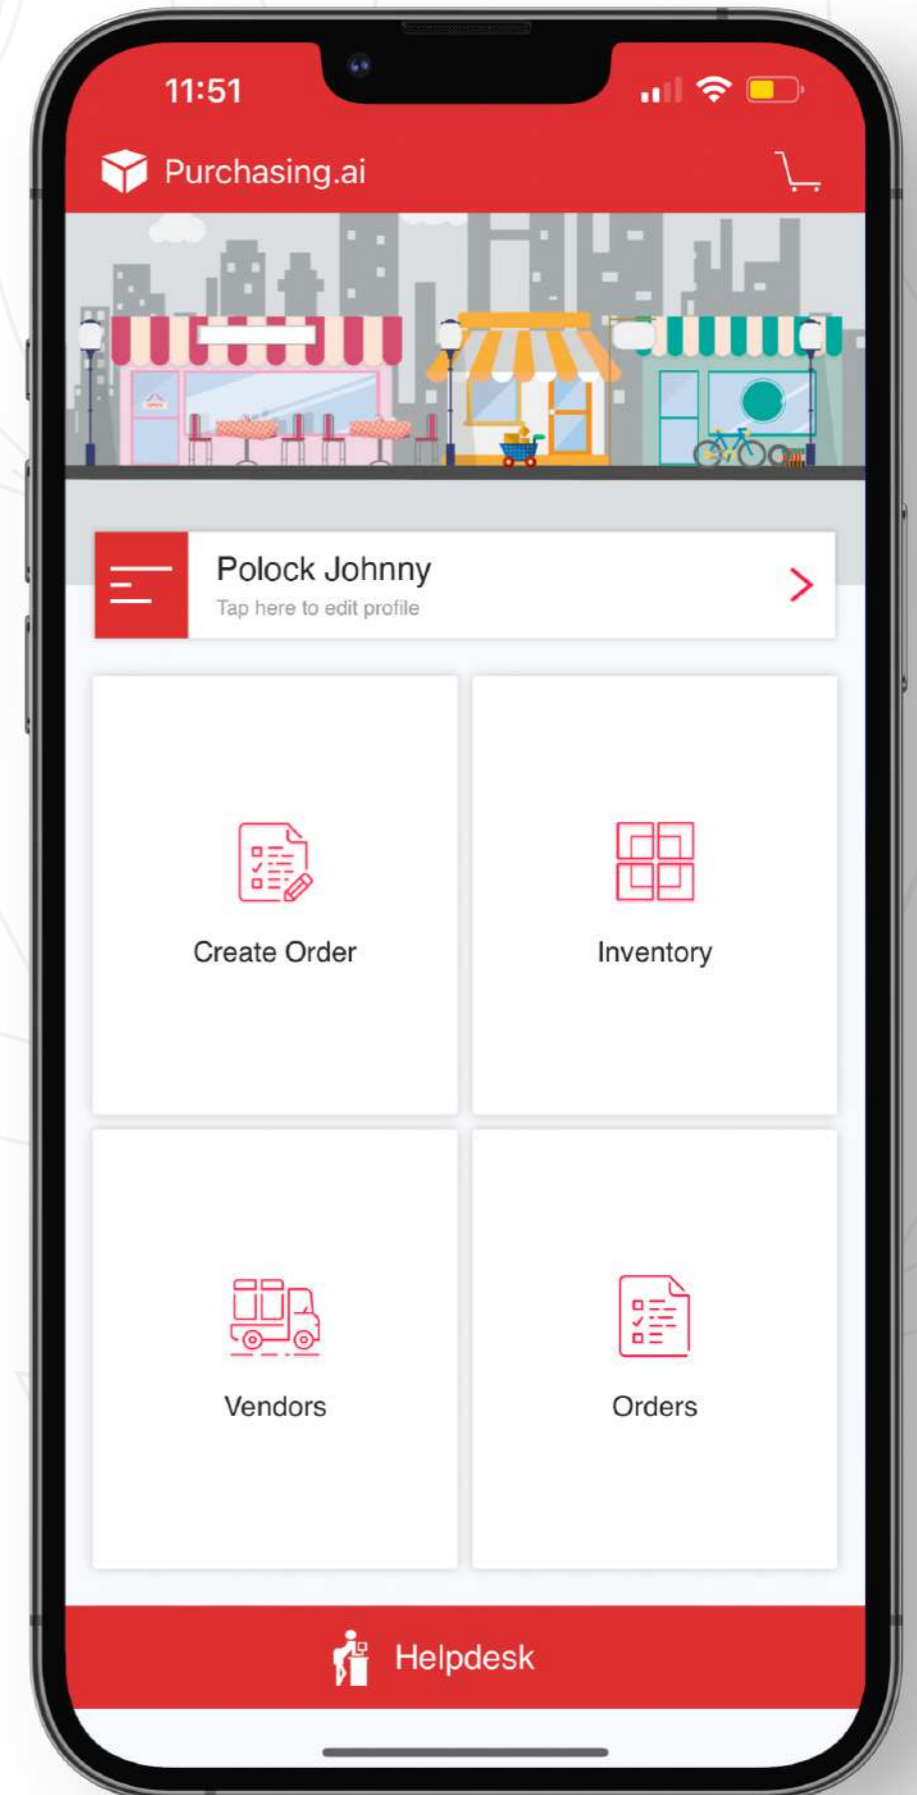 11:51
Purchasing.ai
Polock Johnny
Tap here to edit profile
Create Order
Inventory
Vendors
Orders
Helpdesk